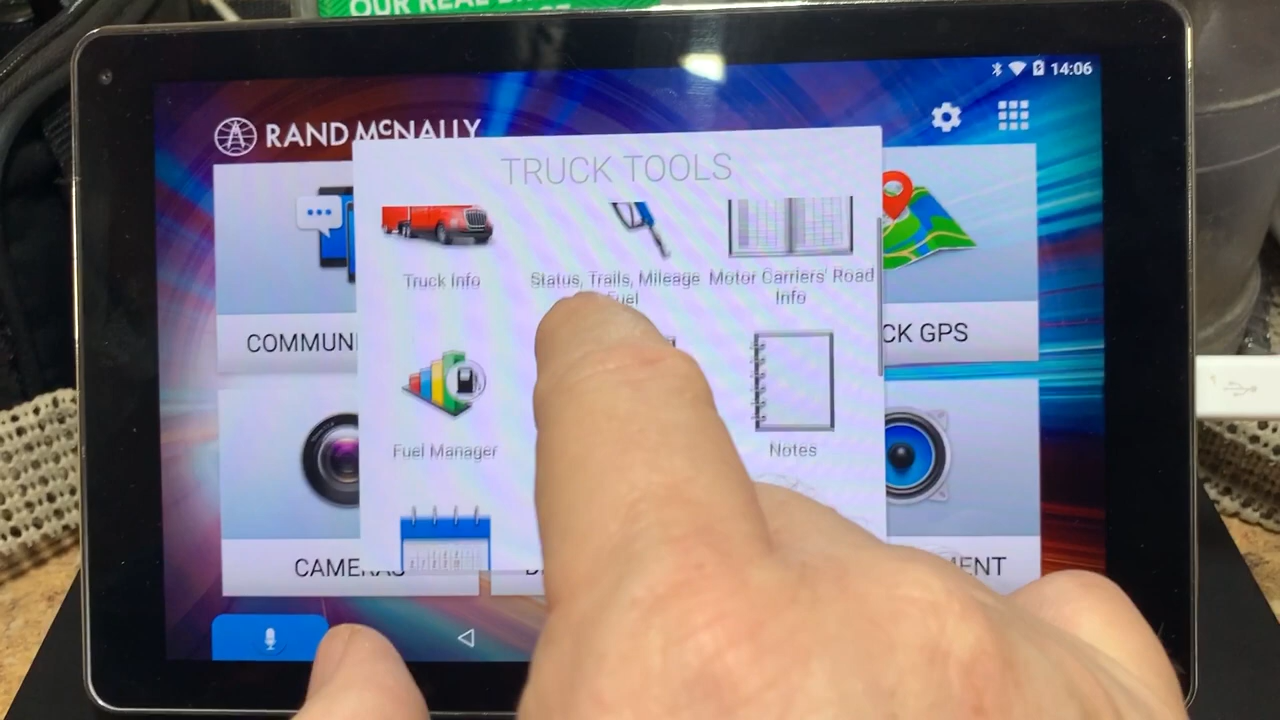 OUR REAL
14:06
RAND MCNALLY
TRUCK TOOLS
Truck Info
Status, Trails, Mileage
Fuel
Motor Carriers' Road
Info
COMMUN
CK GPS
Fuel Manager
Notes
CAMERAS
MENT